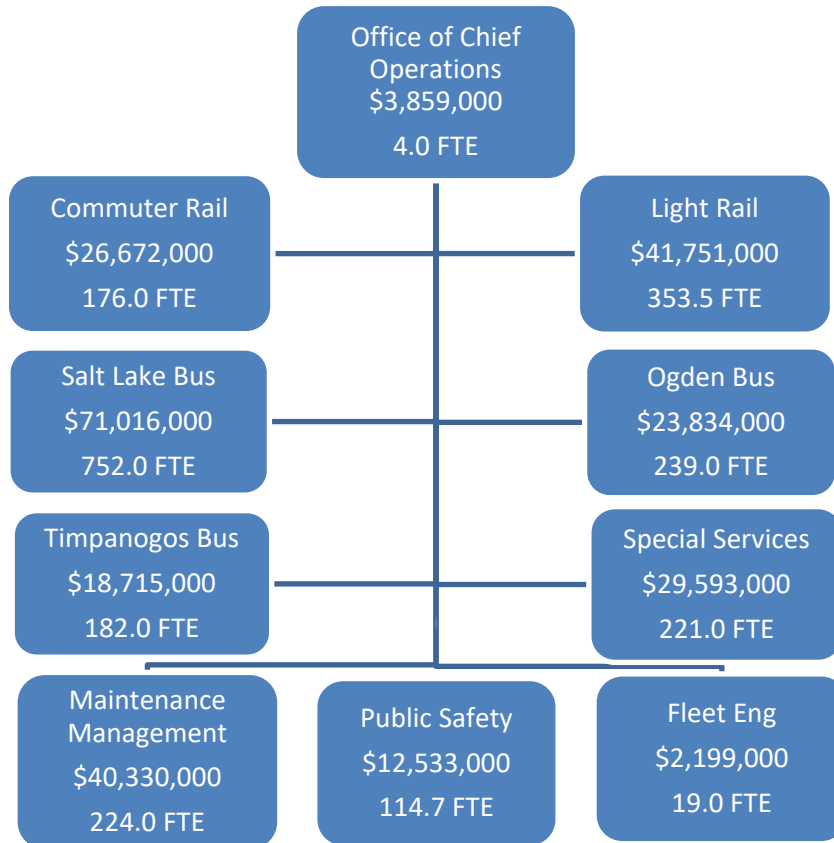 Office of Chief
Operations
$3,859,000
4.0 FTE
Commuter Rail
$26,672,000
176.0 FTE
Light Rail
$41,751,000
353.5 FTE
Salt Lake Bus
$71,016,000
752.0 FTE
Ogden Bus
$23,834,000
239.0 FTE
Timpanogos Bus
$18,715,000
182.0 FTE
Special Services
$29,593,000
221.0 FTE
Maintenance
Management
$40,330,000
224.0 FTE
Public Safety
$12,533,000
114.7 FTE
Fleet Eng
$2,199,000
19.0 FTE